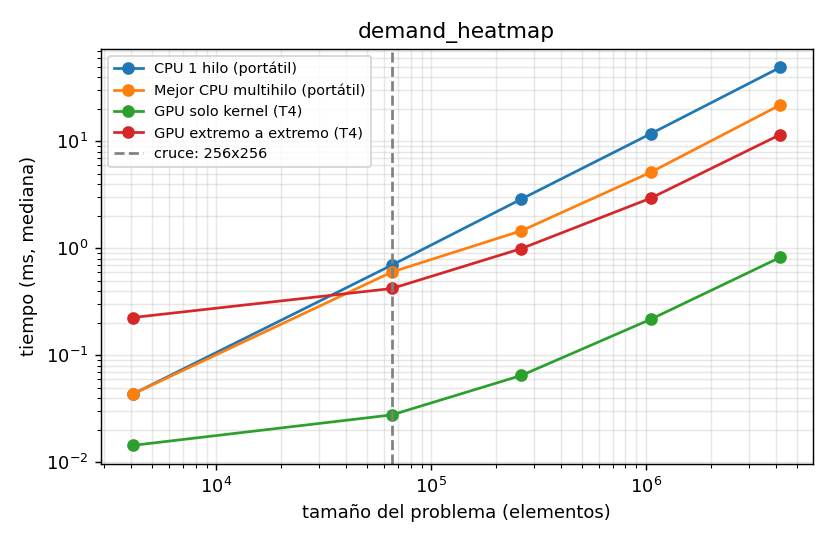 demand_heatmap
CPU 1 hilo (portátil)
Mejor CPU multihilo (portátil)
GPU solo kernel (T4)
GPU extremo a extremo (T4)
cruce: 256x256
tiempo (ms, mediana)
10¹
10⁰
10⁻¹
10⁻²
10⁴
10⁵
10⁶
tamaño del problema (elementos)